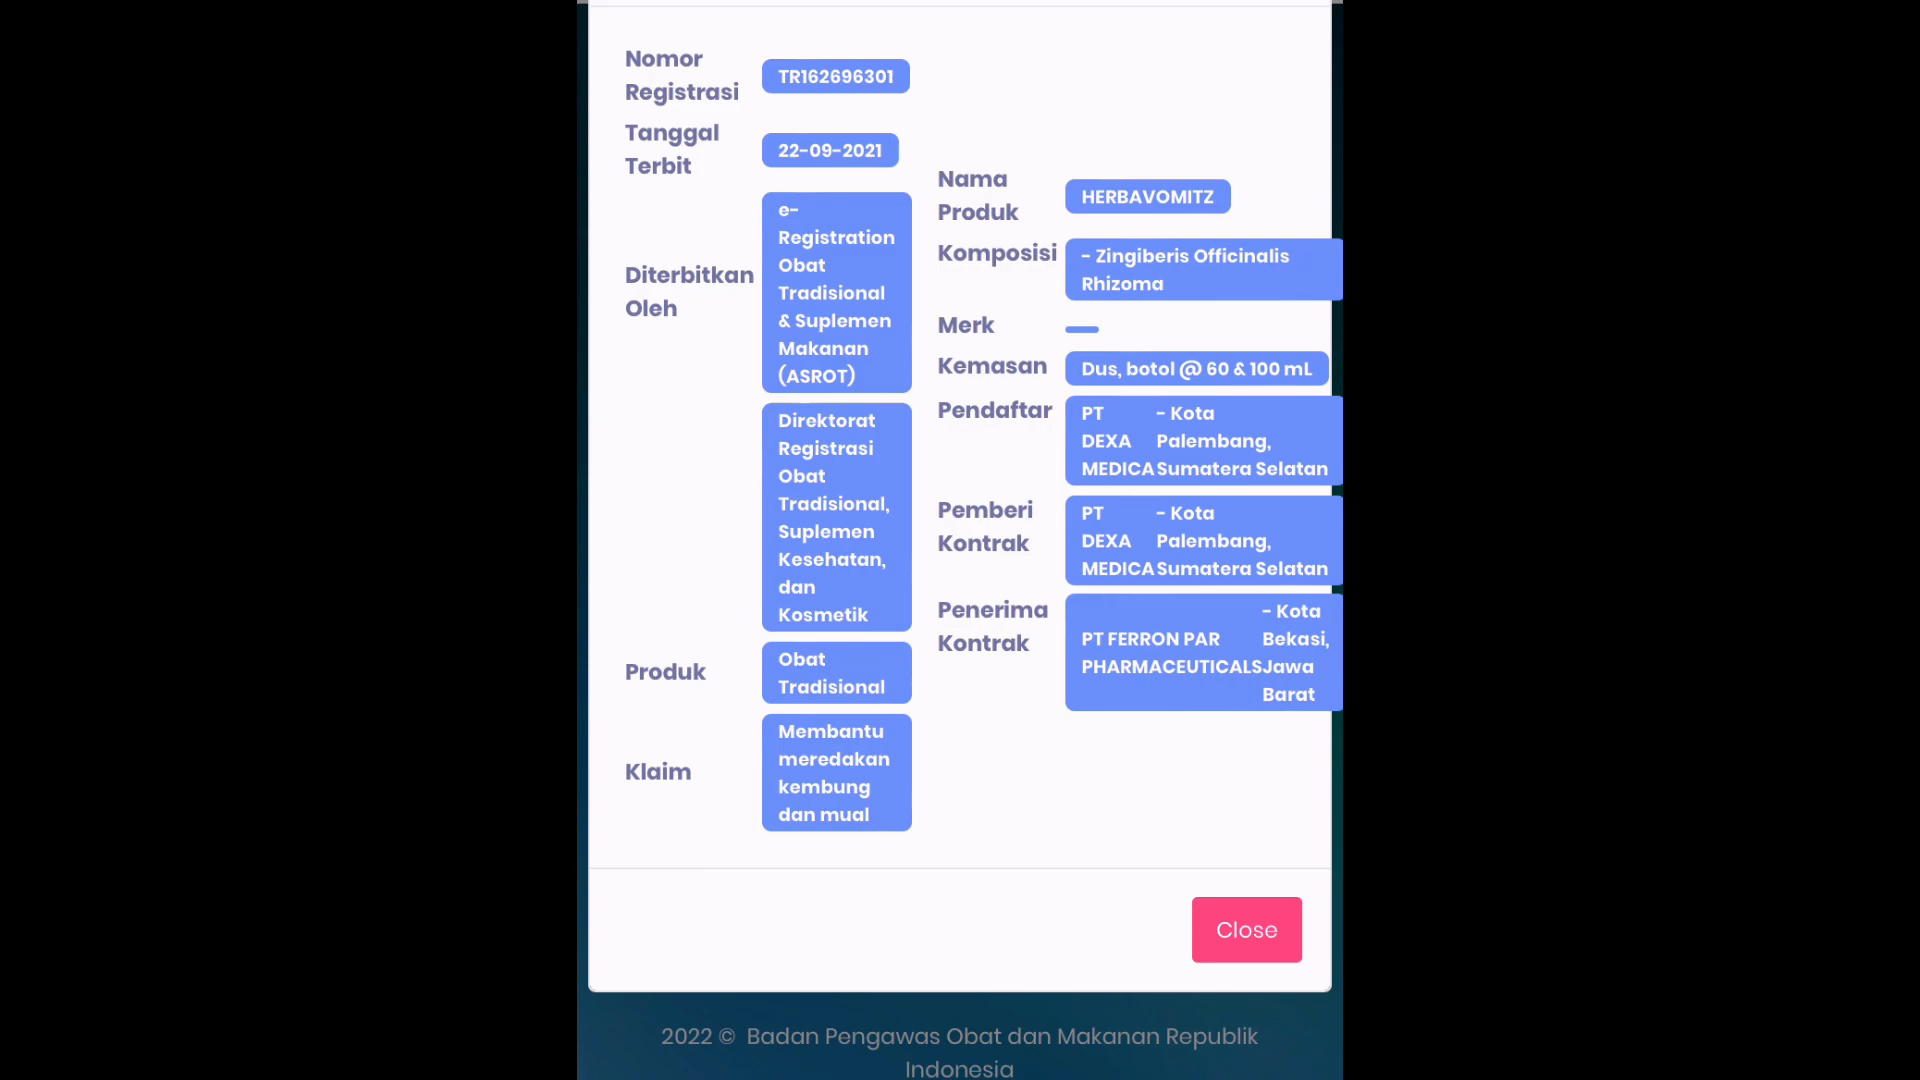 Nomor
Registrasi
TR162696301
Tanggal
Terbit
22-09-2021
Diterbitkan
Oleh
e-
Registration
Obat
Tradisional
& Suplemen
Makanan
(ASROT)
Direktorat
Registrasi
Obat
Tradisional,
Suplemen
Kesehatan,
dan
Kosmetik
Produk
Obat
Tradisional
Klaim
Membantu
meredakan
kembung
dan mual
Nama
Produk
HERBAVOMITZ
Komposisi
- Zingiberis Officinalis
Rhizoma
Merk
Kemasan
Dus, botol @ 60 & 100 mL
Pendaftar
PT - Kota
DEXA Palembang,
MEDICA Sumatera Selatan
Pemberi
Kontrak
PT - Kota
DEXA Palembang,
MEDICA Sumatera Selatan
Penerima
Kontrak
PT FERRON PAR
PHARMACEUTICALS
- Kota
Bekasi,
Jawa
Barat
Close
2022 © Badan Pengawas Obat dan Makanan Republik
Indonesia